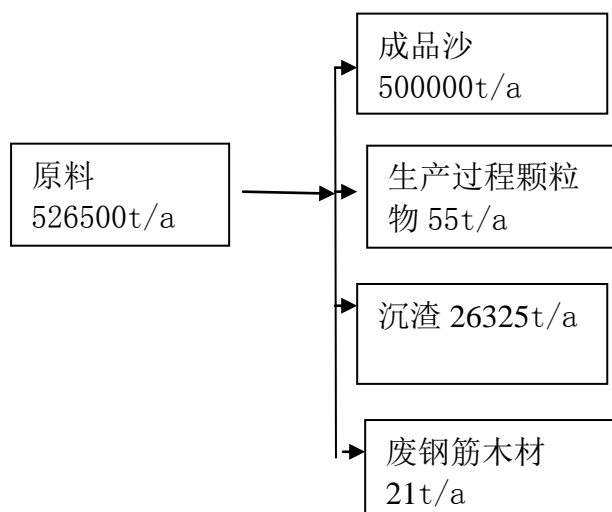 成品沙
500000t/a
原料
526500t/a
生产过程颗粒
物 55t/a
沉渣 26325t/a
废钢筋木材
21t/a